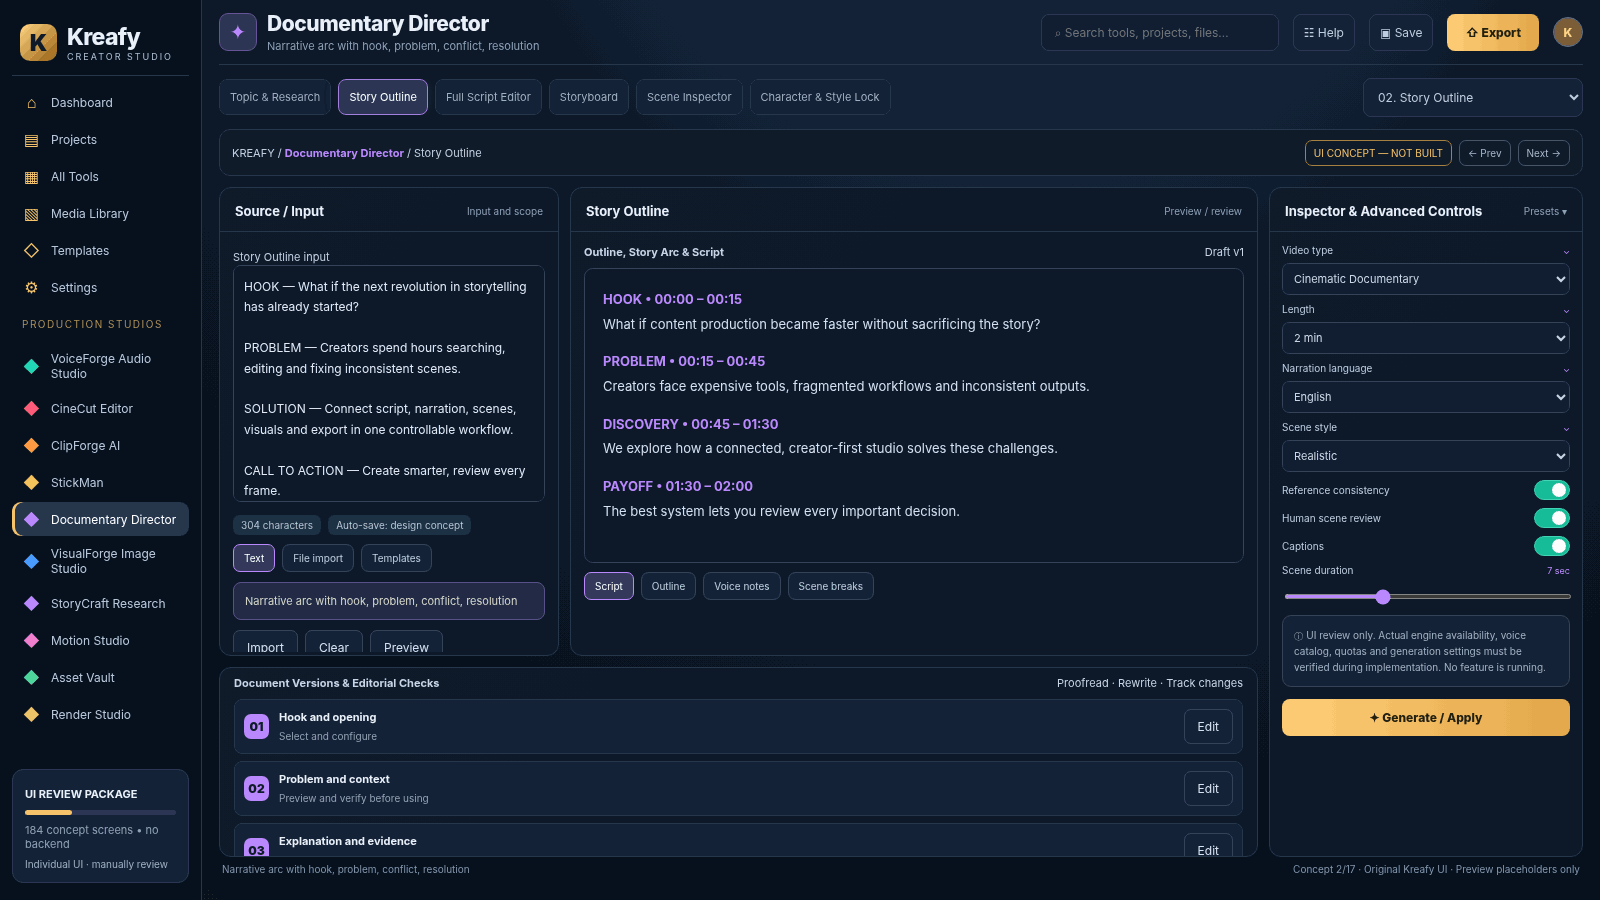 K
Kreafy
CREATOR STUDIO
Dashboard
Projects
All Tools
Media Library
Templates
Settings
PRODUCTION STUDIOS
VoiceForge Audio
Studio
CineCut Editor
ClipForge AI
StickMan
Documentary Director
VisualForge Image
Studio
StoryCraft Research
Motion Studio
Asset Vault
Render Studio
UI REVIEW PACKAGE
184 concept screens • no
backend
Individual UI · manually review
Documentary Director
Narrative arc with hook, problem, conflict, resolution
Search tools, projects, files...
Help
Save
Export
K
Topic & Research
Story Outline
Full Script Editor
Storyboard
Scene Inspector
Character & Style Lock
02. Story Outline
KREAFY / Documentary Director / Story Outline
UI CONCEPT — NOT BUILT
← Prev
Next →
Source / Input
Input and scope
Story Outline input
HOOK — What if the next revolution in storytelling
has already started?
PROBLEM — Creators spend hours searching,
editing and fixing inconsistent scenes.
SOLUTION — Connect script, narration, scenes,
visuals and export in one controllable workflow.
CALL TO ACTION — Create smarter, review every
frame.
304 characters
Auto-save: design concept
Text
File import
Templates
Narrative arc with hook, problem, conflict, resolution
Import
Clear
Preview
Story Outline
Preview / review
Outline, Story Arc & Script
Draft v1
HOOK • 00:00 – 00:15
What if content production became faster without sacrificing the story?
PROBLEM • 00:15 – 00:45
Creators face expensive tools, fragmented workflows and inconsistent outputs.
DISCOVERY • 00:45 – 01:30
We explore how a connected, creator-first studio solves these challenges.
PAYOFF • 01:30 – 02:00
The best system lets you review every important decision.
Script
Outline
Voice notes
Scene breaks
Document Versions & Editorial Checks
Proofread · Rewrite · Track changes
01
Hook and opening
Select and configure
Edit
02
Problem and context
Preview and verify before using
Edit
03
Explanation and evidence
Edit
Inspector & Advanced Controls
Presets ▾
Video type
Cinematic Documentary
Length
2 min
Narration language
English
Scene style
Realistic
Reference consistency
Human scene review
Captions
Scene duration
7 sec
ⓘ UI review only. Actual engine availability, voice
catalog, quotas and generation settings must be
verified during implementation. No feature is running.
✦ Generate / Apply
Narrative arc with hook, problem, conflict, resolution
Concept 2/17 · Original Kreafy UI · Preview placeholders only